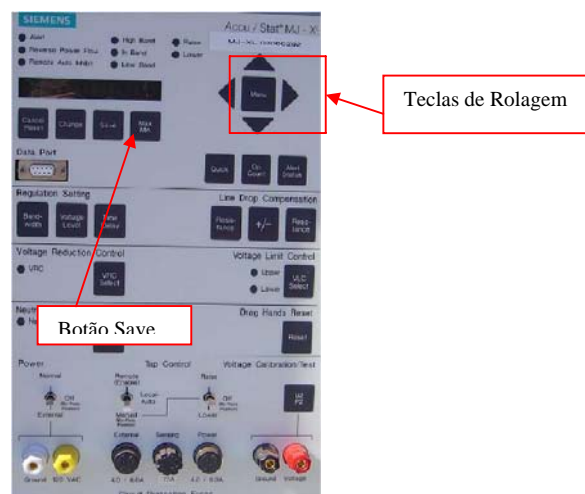 SIEMENS
Accu / Stat® MJ - X
Alert
High Band
Raise
Reverse Power Flow
In Band
Lower
Remote Auto Inhibit
Low Band
Menu
Teclas de Rolagem
Cancel Reset
Change
Save
Max Min
Data Port
Quick
Op Count
Alert Status
Regulation Setting
Line Drop Compensation
Band-width
Voltage Level
Time Delay
Resis-tance
+/-
Reac-tance
Voltage Reduction Control
Voltage Limit Control
VRC
VRC Select
Upper
Lower
VLC Select
Drag Hands Reset
Botão Save
Reset
Power
Tap Control
Voltage Calibration/Test
Normal
Remote
Raise
Off
Local
Auto
Off
External
Manual
Lower
External
Sensing
Power
Ground
120 VAC
Ground
Voltage